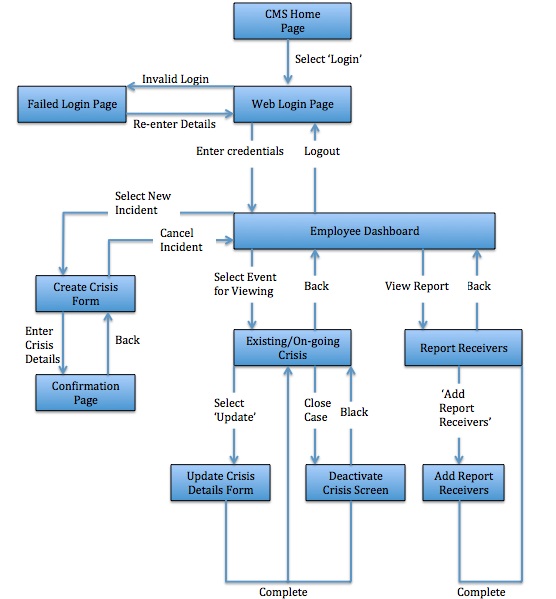 CMS Home
Page
Select ‘Login’
Invalid Login
Failed Login Page
Web Login Page
Re-enter Details
Enter credentials
Logout
Select New
Incident
Employee Dashboard
Cancel
Incident
Create Crisis
Form
Select Event
for Viewing
Back
View Report
Back
Enter
Crisis
Details
Back
Existing/On-going
Crisis
Report Receivers
Confirmation
Page
Select
‘Update’
Close
Case
Black
‘Add
Report
Receivers’
Update Crisis
Details Form
Deactivate
Crisis Screen
Add Report
Receivers
Complete
Complete